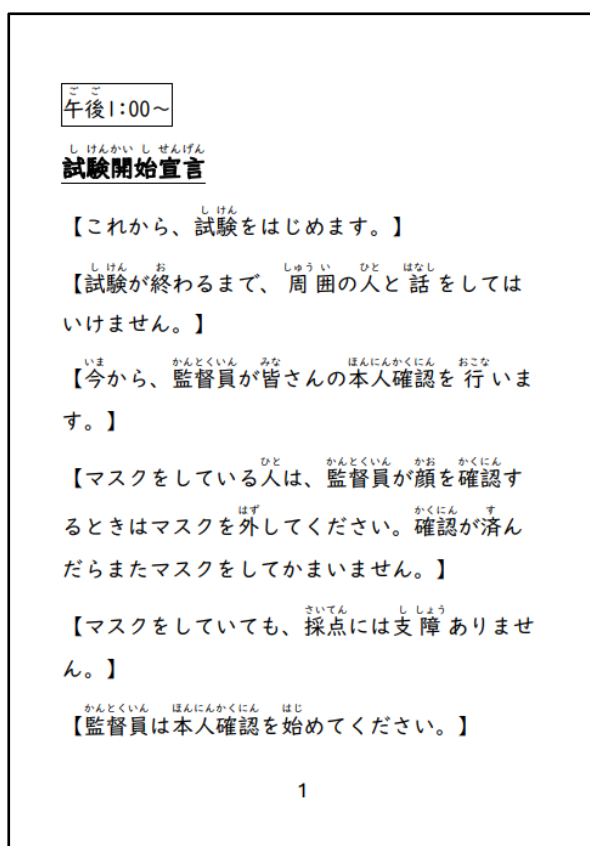 午後1:00～
試験開始宣言
【これから、試験をはじめます。】
【試験が終わるまで、周囲の人と話をしては
いけません。】
【今から、監督員が皆さんの本人確認を行いま
す。】
【マスクをしている人は、監督員が顔を確認す
るときはマスクを外してください。確認が済ん
だらまたマスクをしてかまいません。】
【マスクをしていても、採点には支障ありませ
ん。】
【監督員は本人確認を始めてください。】
1